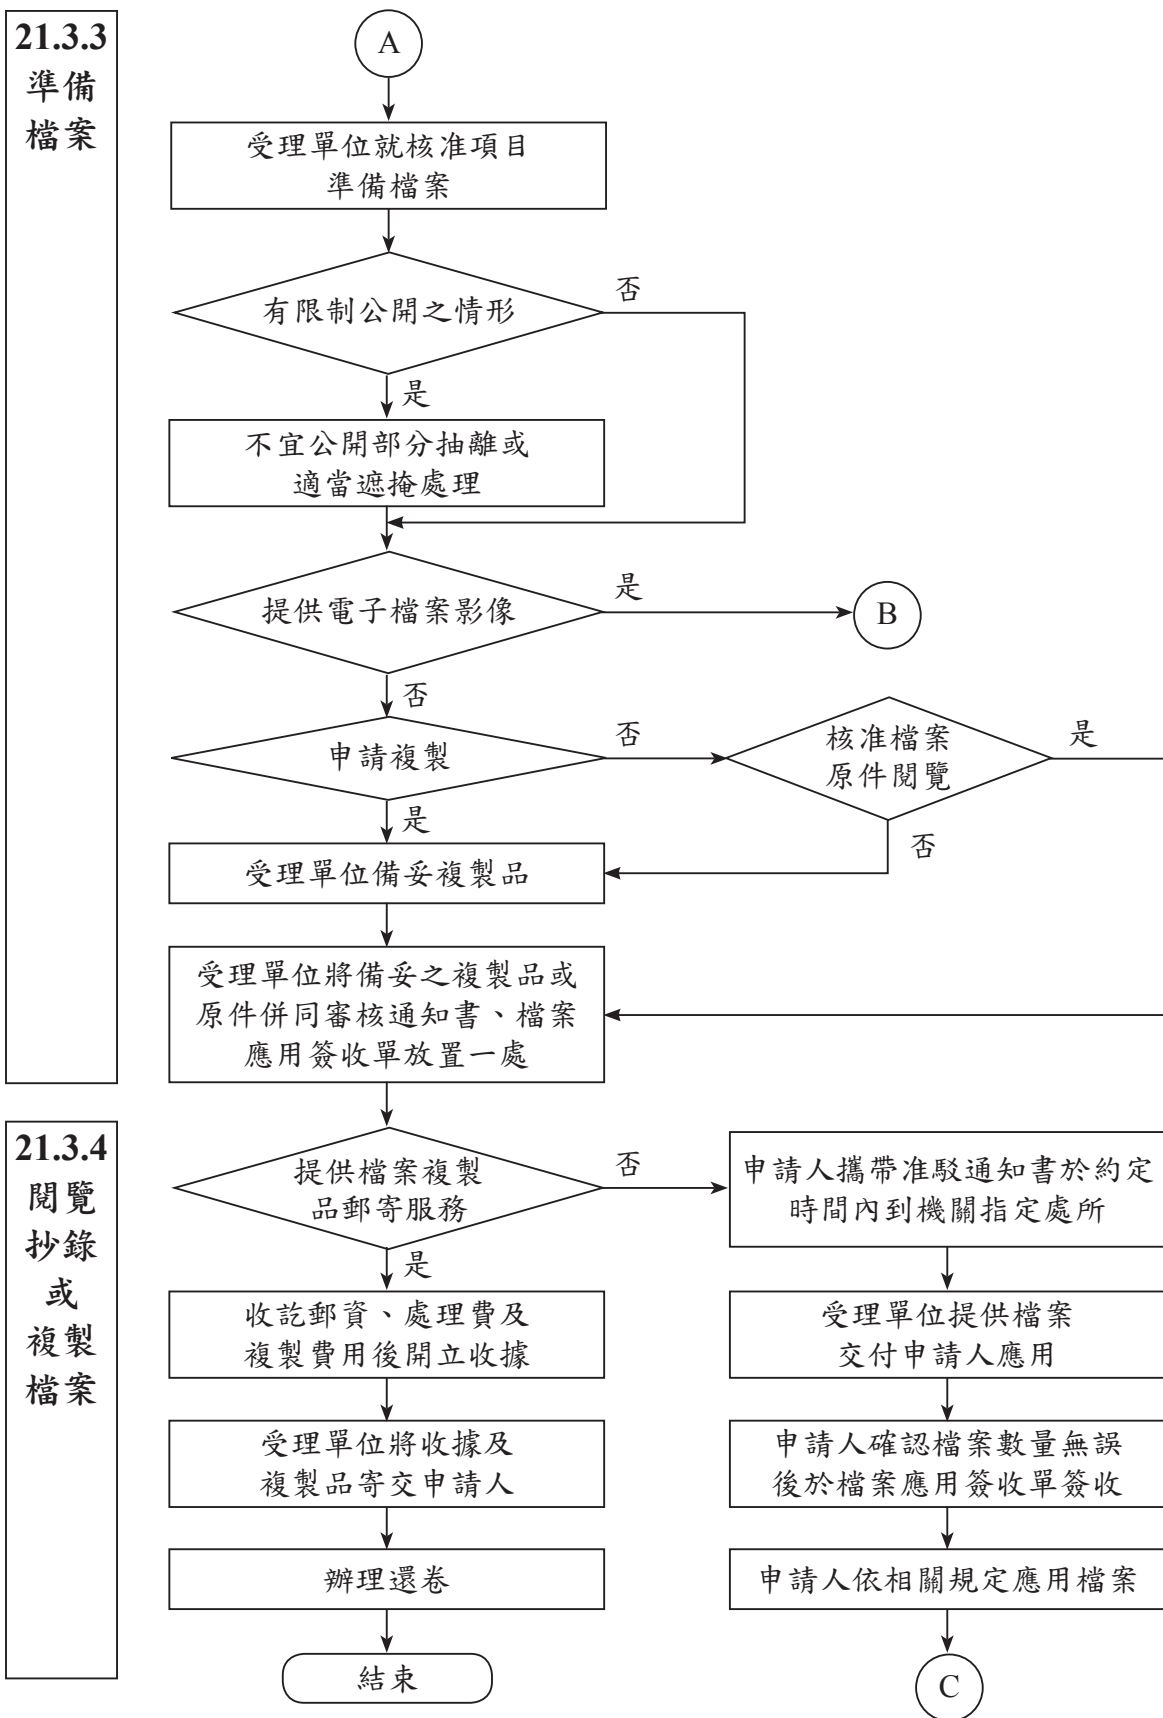 21.3.3
準備
檔案
A
受理單位就核准項目
準備檔案
有限制公開之情形
否
是
不宜公開部分抽離或
適當遮掩處理
提供電子檔案影像
是
B
否
申請複製
否
核准檔案
原件閱覽
是
是
否
受理單位備妥複製品
受理單位將備妥之複製品或
原件併同審核通知書、檔案
應用簽收單放置一處
21.3.4
閱覽
抄錄
或
複製
檔案
提供檔案複製
品郵寄服務
否
申請人攜帶准駁通知書於約定
時間內到機關指定處所
是
收訖郵資、處理費及
複製費用後開立收據
受理單位提供檔案
交付申請人應用
受理單位將收據及
複製品寄交申請人
申請人確認檔案數量無誤
後於檔案應用簽收單簽收
辦理還卷
申請人依相關規定應用檔案
結束
C